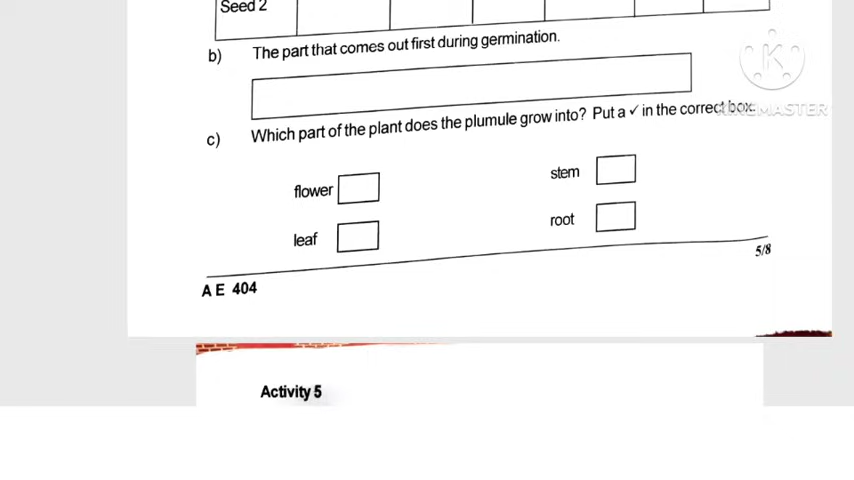 Seed 2
b) The part that comes out first during germination.
KINEMASTER
c) Which part of the plant does the plumule grow into? Put a ✓ in the correct box.
flower
stem
leaf
root
5/8
A E 404
Activity 5